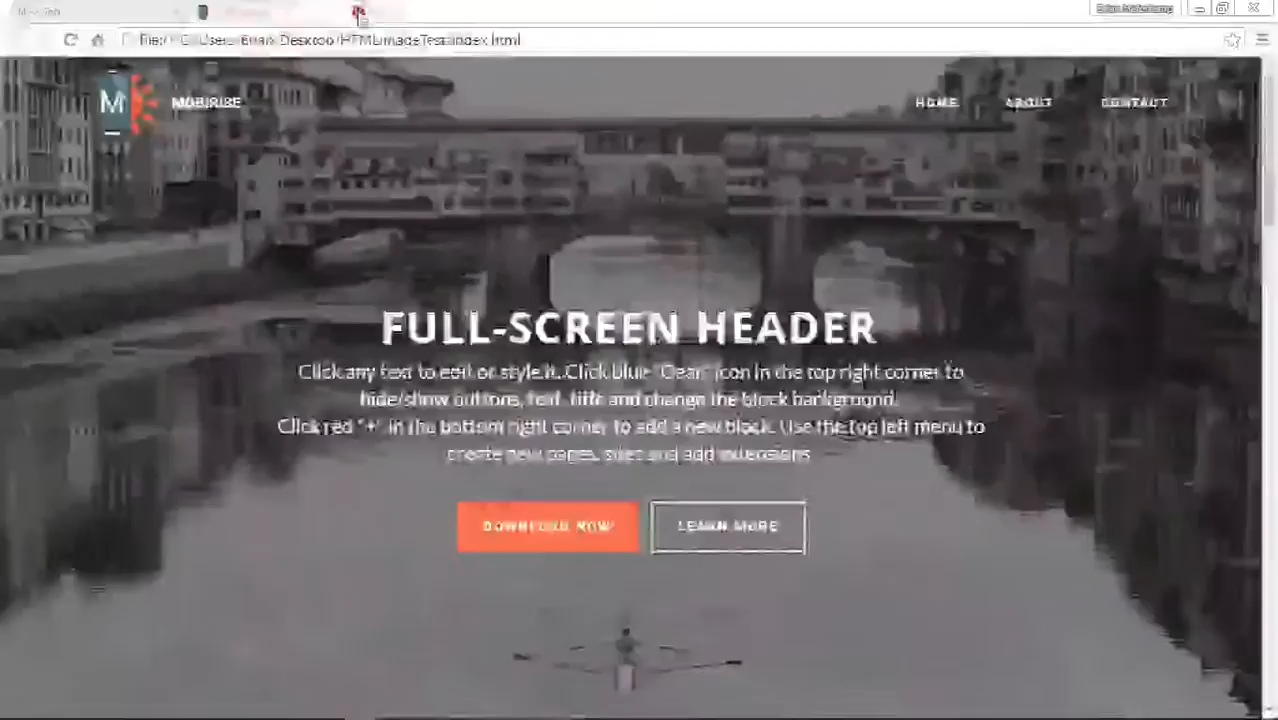 New Tab
file:///C:/Users/Brian/Desktop/HTMLImageTest/index.html
M
MOBIRISE
HOME ABOUT CONTACT
FULL-SCREEN HEADER
Click any text to edit or style it. Click blue "Gear" icon in the top right corner to
hide/show buttons, text, title and change the block background.
Click red "+" in the bottom right corner to add a new block. Use the top left menu to
create new pages, sites and add extensions.
DOWNLOAD NOW LEARN MORE